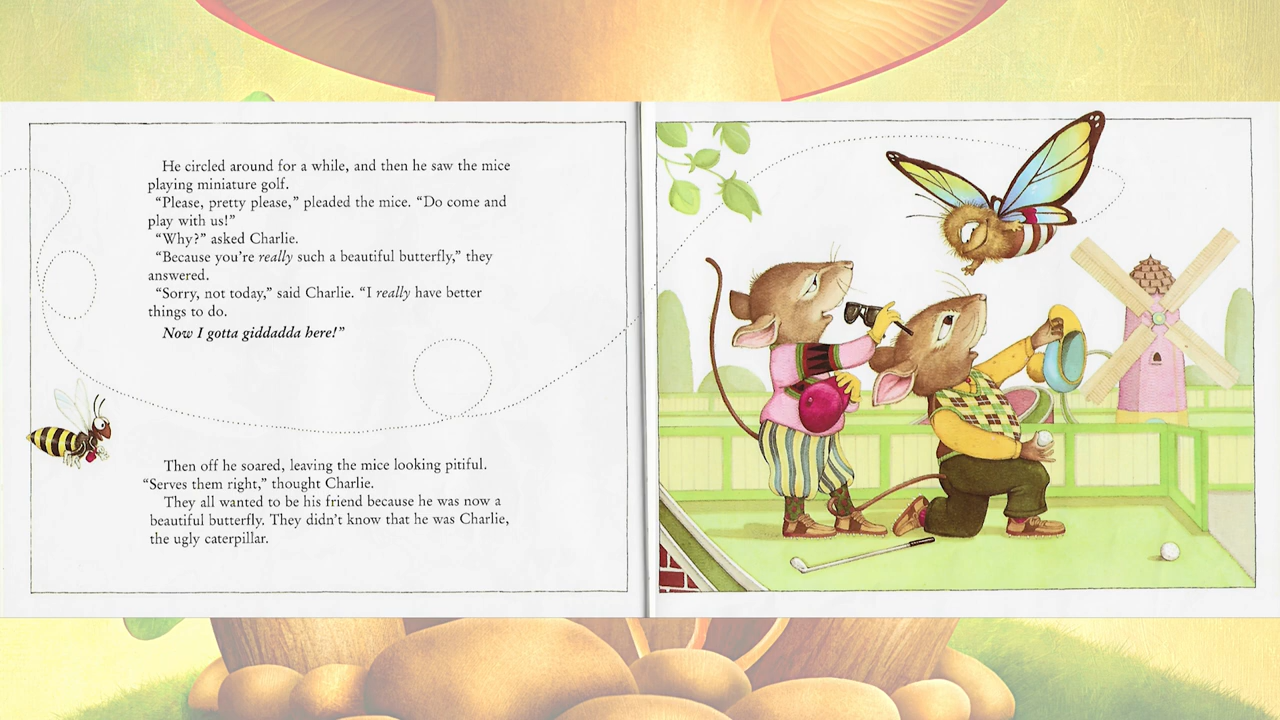 He sircled around for a while, and then he saw the mice
playing miniature golf.
“Please, pretty please,” pleaded the mice. “Do come and
play with us!”
“Why?” asked Charlie.
“Because you’re really such a beautiful butterfly,” they
answered.
“Sorry, not today,” said Charlie. “I really have better
things to do.
Now I gotta giddadda here!”
Then off he soared, leaving the mice looking pitiful.
“Serves them right,” thought Charlie.
They all wanted to be his friend because he was now a
beautiful butterfly. They didn’t know that he was Charlie,
the ugly caterpillar.